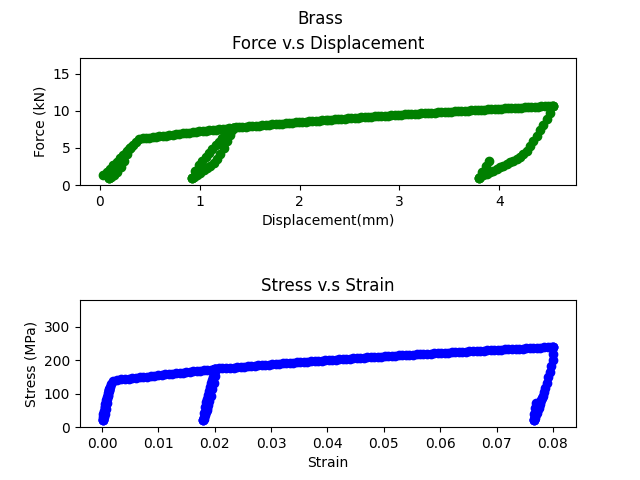 Brass
Force v.s Displacement
15
10
5
0
Force (kN)
0 1 2 3 4
Displacement(mm)
Stress v.s Strain
300
200
100
0
Stress (MPa)
0.00 0.01 0.02 0.03 0.04 0.05 0.06 0.07 0.08
Strain